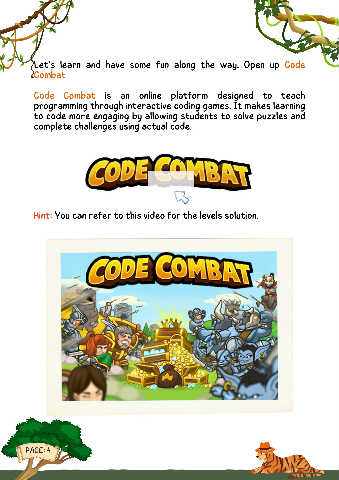 Let's learn and have some fun along the way. Open up Code
Combat
Code Combat is an online platform designed to teach
programming through interactive coding games. It makes learning
to code more engaging by allowing students to solve puzzles and
complete challenges using actual code.
CODE COMBAT
Hint: You can refer to this video for the levels solution.
CODE COMBAT
PAGE: 4